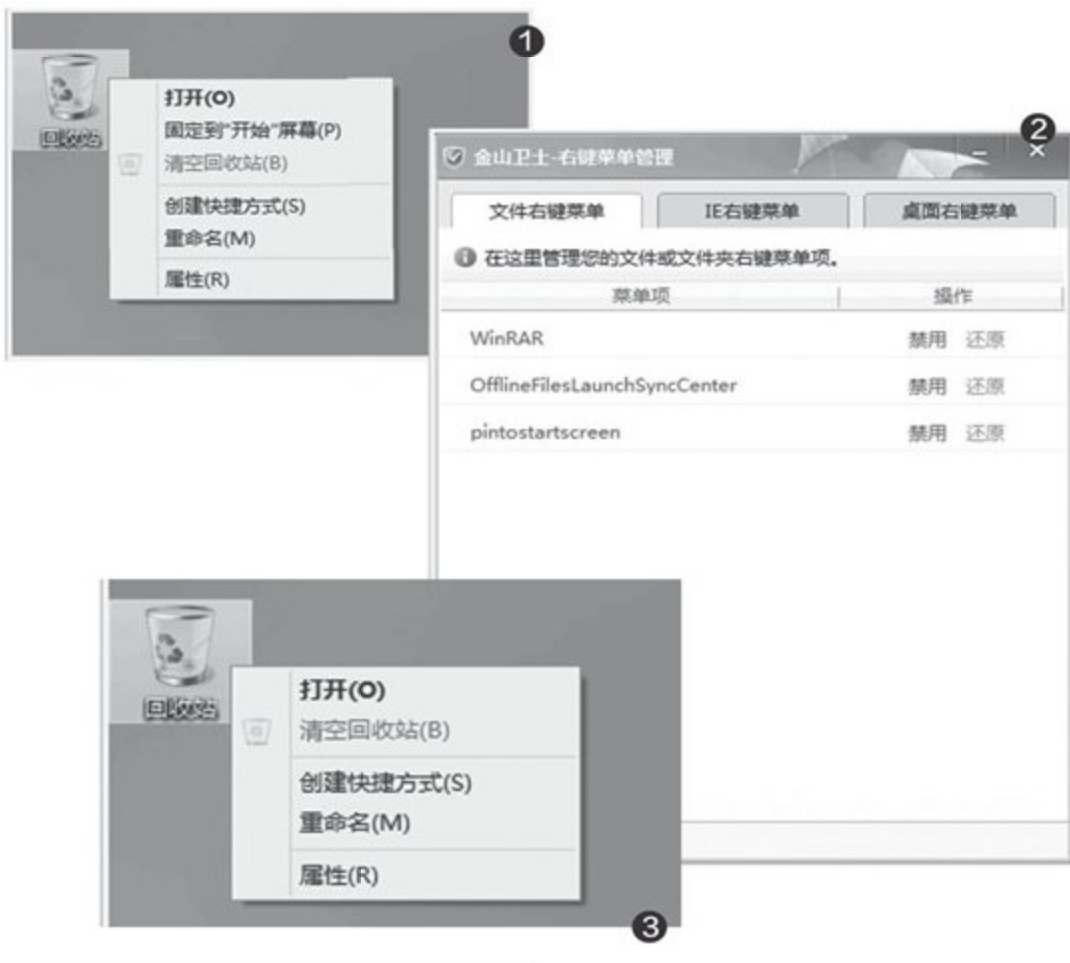 ①
回收站
打开(O)
固定到"开始"屏幕(P)
清空回收站(B)
创建快捷方式(S)
重命名(M)
属性(R)
②
金山卫士-右键菜单管理
文件右键菜单 IE右键菜单 桌面右键菜单
在这里管理您的文件或文件夹右键菜单项。
菜单项 操作
WinRAR 禁用 还原
OfflineFilesLaunchSyncCenter 禁用 还原
pintostartscreen 禁用 还原
回收站
打开(O)
清空回收站(B)
创建快捷方式(S)
重命名(M)
属性(R)
③